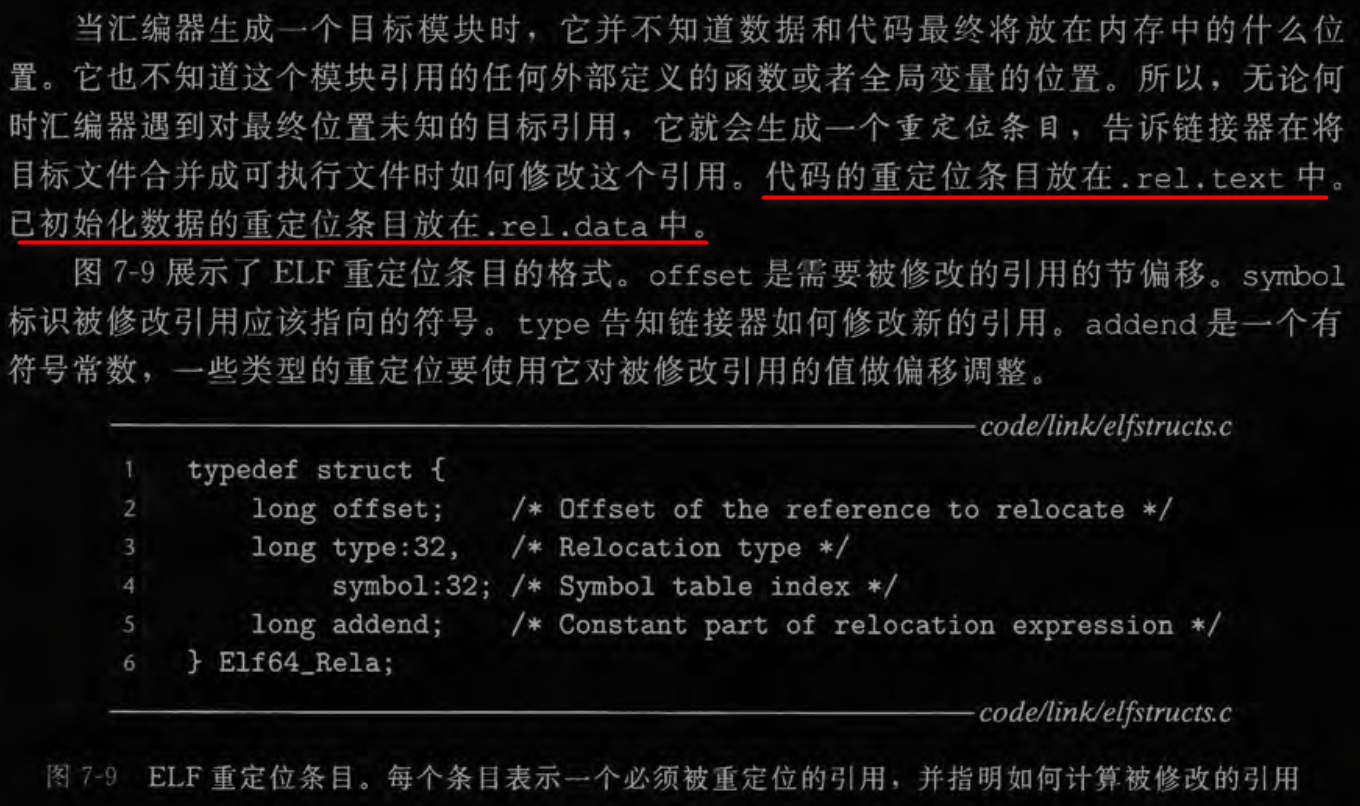 当汇编器生成一个目标模块时，它并不知道数据和代码最终将放在内存中的什么位
置。它也不知道这个模块引用的任何外部定义的函数或者全局变量的位置。所以，无论何
时汇编器遇到对最终位置未知的目标引用，它就会生成一个重定位条目，告诉链接器在将
目标文件合并成可执行文件时如何修改这个引用。代码的重定位条目放在.rel.text 中。
已初始化数据的重定位条目放在.rel.data 中。
图 7-9 展示了 ELF 重定位条目的格式。offset 是需要被修改的引用的节偏移。symbol
标识被修改引用应该指向的符号。type 告知链接器如何修改新的引用。addend 是一个有
符号常数，一些类型的重定位要使用它对被修改引用的值做偏移调整。
code/link/elfstructs.c
1 typedef struct {
2 long offset; /* Offset of the reference to relocate */
3 long type:32, /* Relocation type */
4 symbol:32; /* Symbol table index */
5 long addend; /* Constant part of relocation expression */
6 } Elf64_Rela;
code/link/elfstructs.c
图 7-9 ELF 重定位条目。每个条目表示一个必须被重定位的引用，并指明如何计算被修改的引用